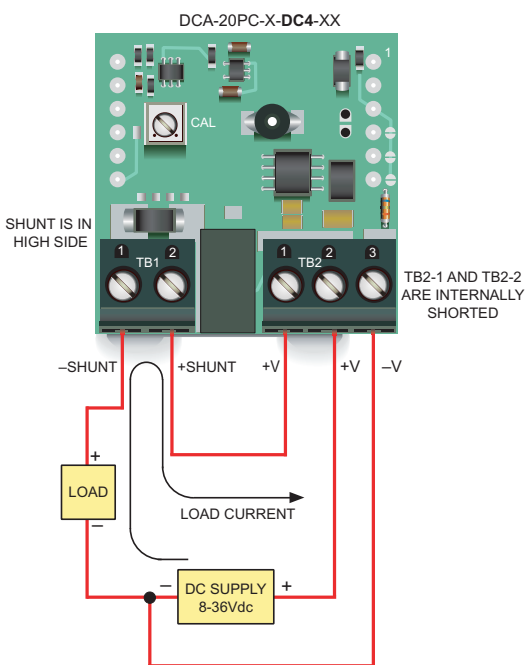 DCA-20PC-X-DC4-XX
1
CAL
SHUNT IS IN
HIGH SIDE
1 2
TB1
1 2 3
TB2
TB2-1 AND TB2-2
ARE INTERNALLY
SHORTED
–SHUNT +SHUNT +V +V –V
+
LOAD
–
LOAD CURRENT
– DC SUPPLY +
8-36Vdc